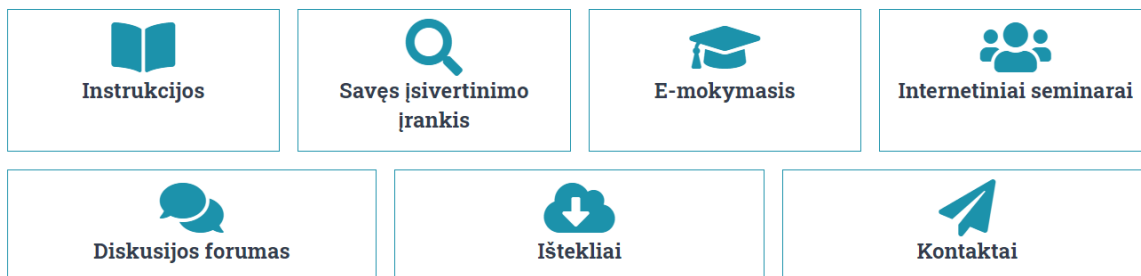 Instrukcijos
Savęs įsivertinimo
įrankis
E-mokymasis
Internetiniai seminarai
Diskusijos forumas
Ištekliai
Kontaktai